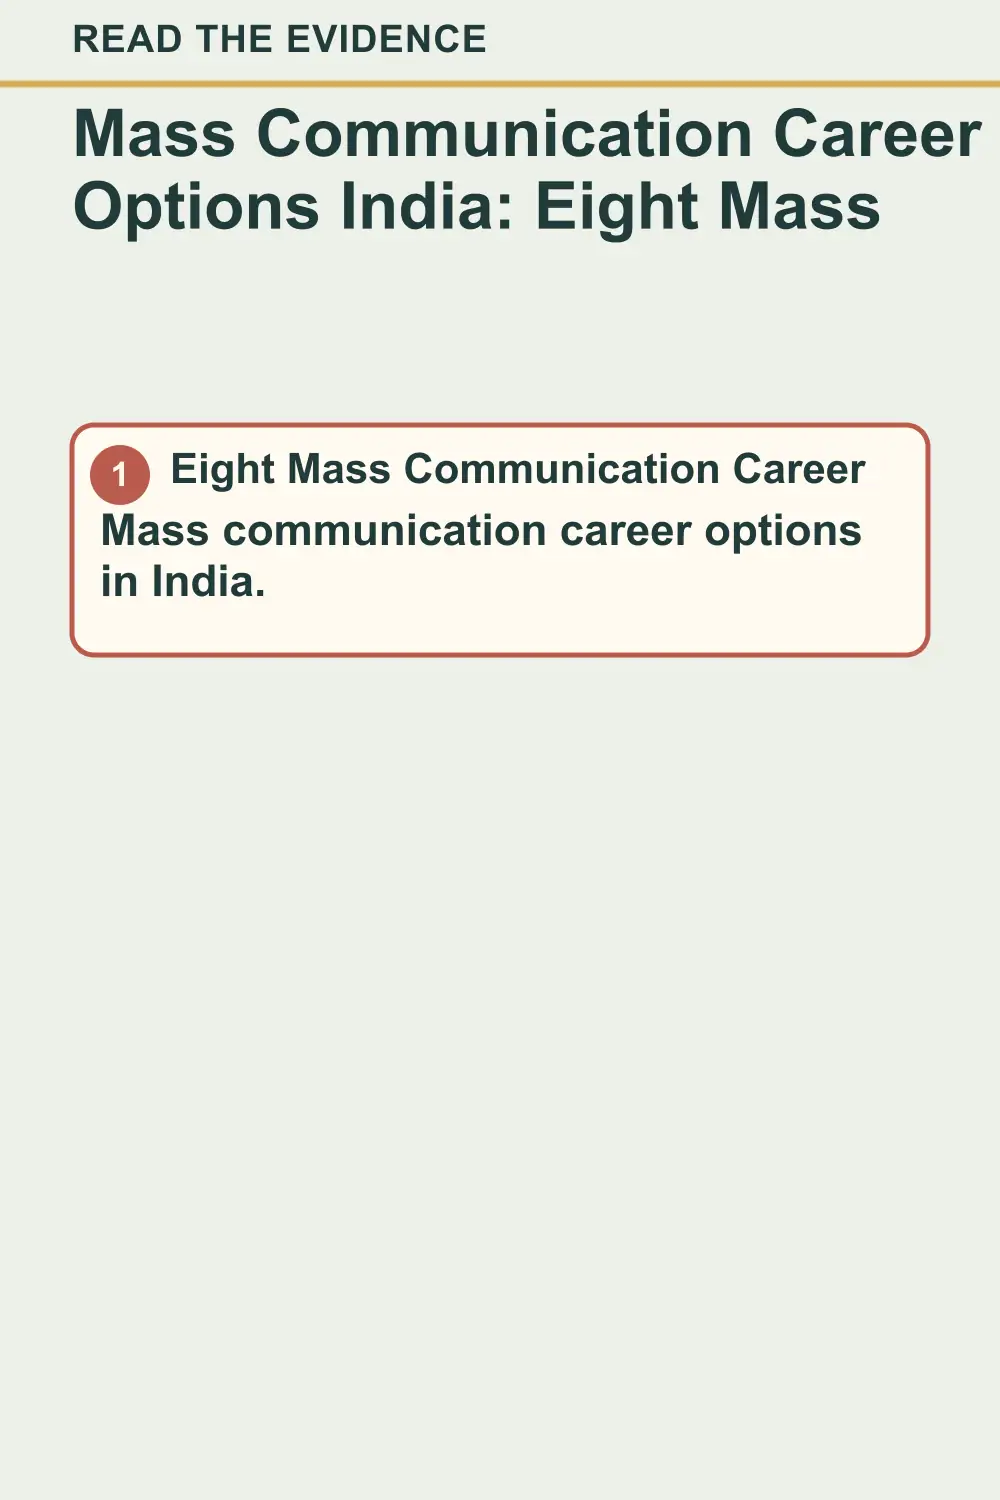 READ THE EVIDENCE
Mass Communication Career
Options India: Eight Mass
1 Eight Mass Communication Career
Mass communication career options
in India.